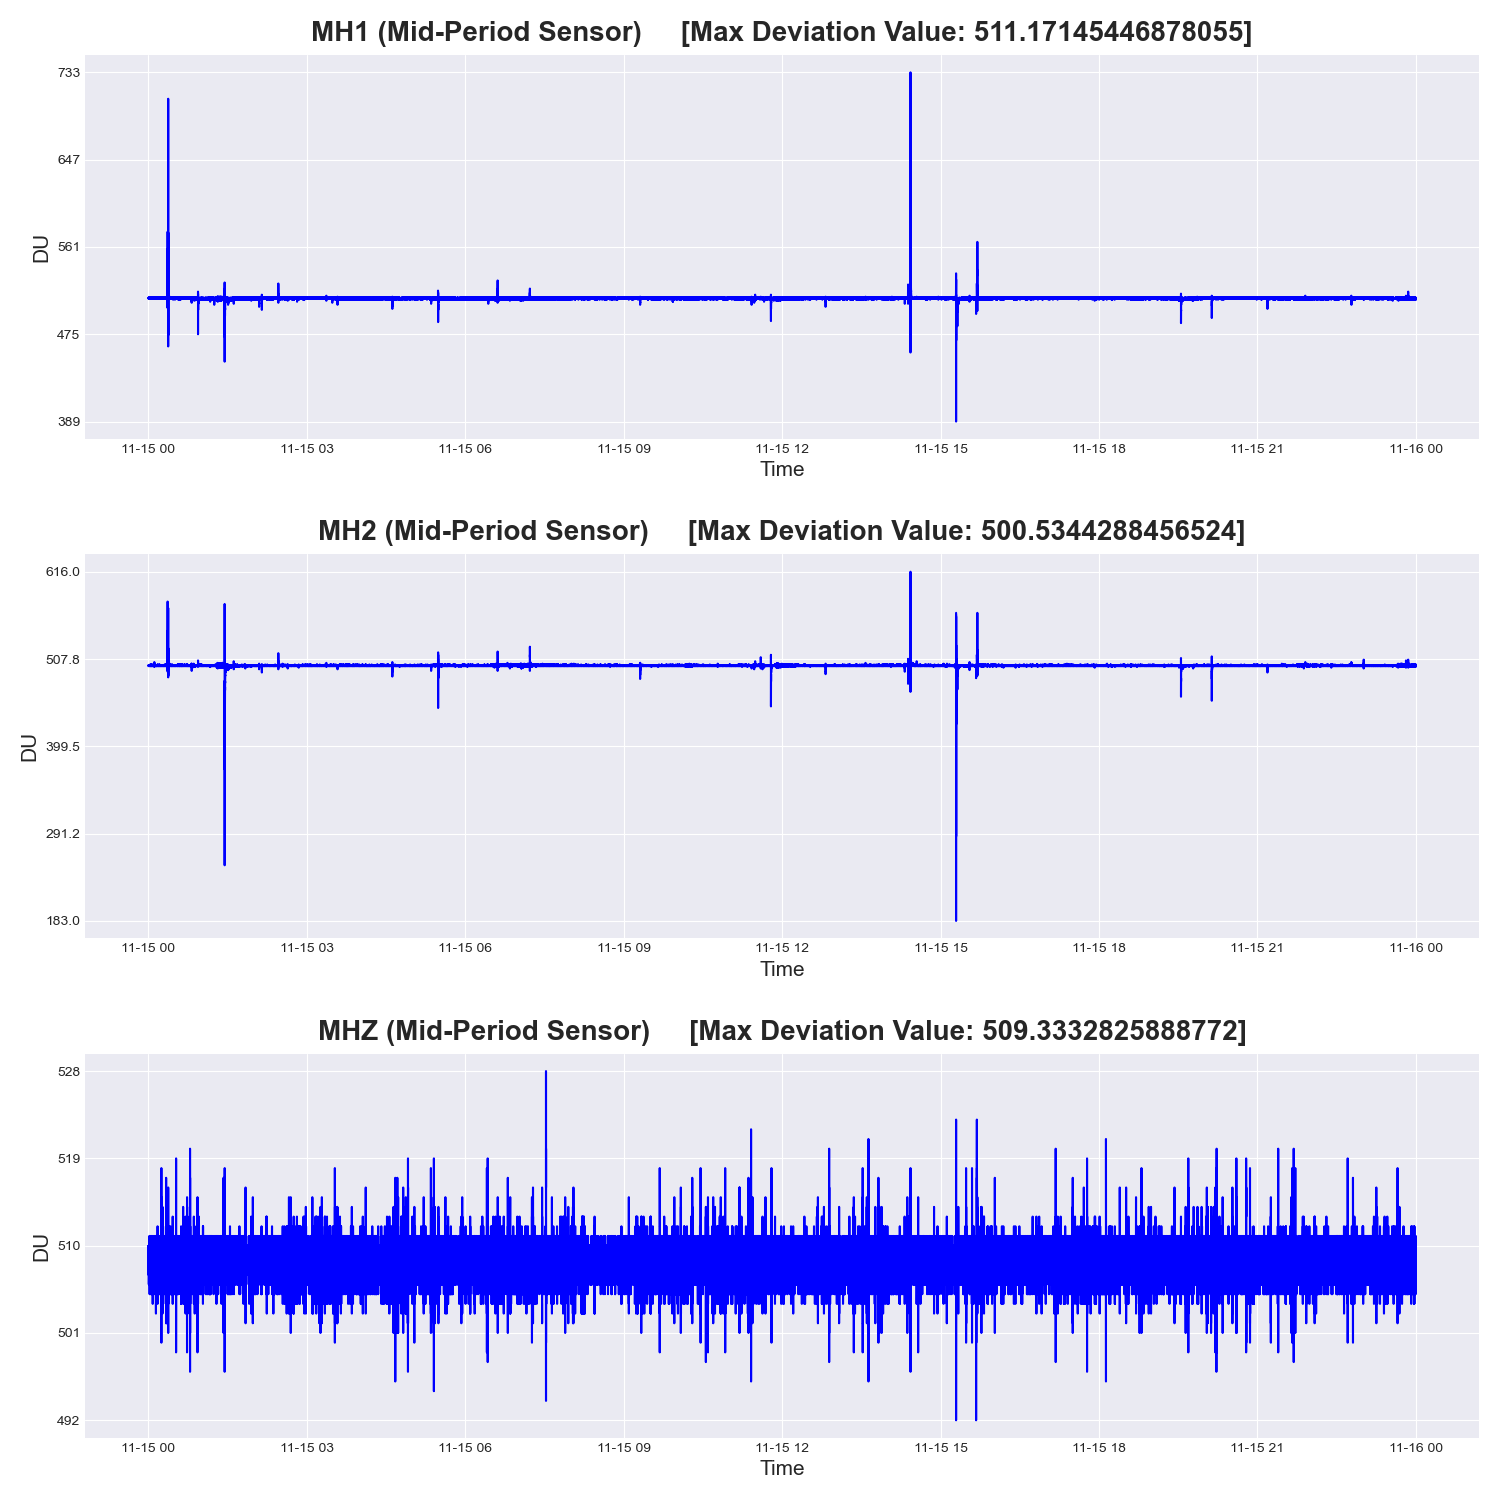 MH1 (Mid-Period Sensor) [Max Deviation Value: 511.17145446878055]
733
647
561
475
389
DU
11-15 00 11-15 03 11-15 06 11-15 09 11-15 12 11-15 15 11-15 18 11-15 21 11-16 00
Time
MH2 (Mid-Period Sensor) [Max Deviation Value: 500.5344288456524]
616.0
507.8
399.5
291.2
183.0
DU
11-15 00 11-15 03 11-15 06 11-15 09 11-15 12 11-15 15 11-15 18 11-15 21 11-16 00
Time
MHZ (Mid-Period Sensor) [Max Deviation Value: 509.3332825888772]
528
519
510
501
492
DU
11-15 00 11-15 03 11-15 06 11-15 09 11-15 12 11-15 15 11-15 18 11-15 21 11-16 00
Time